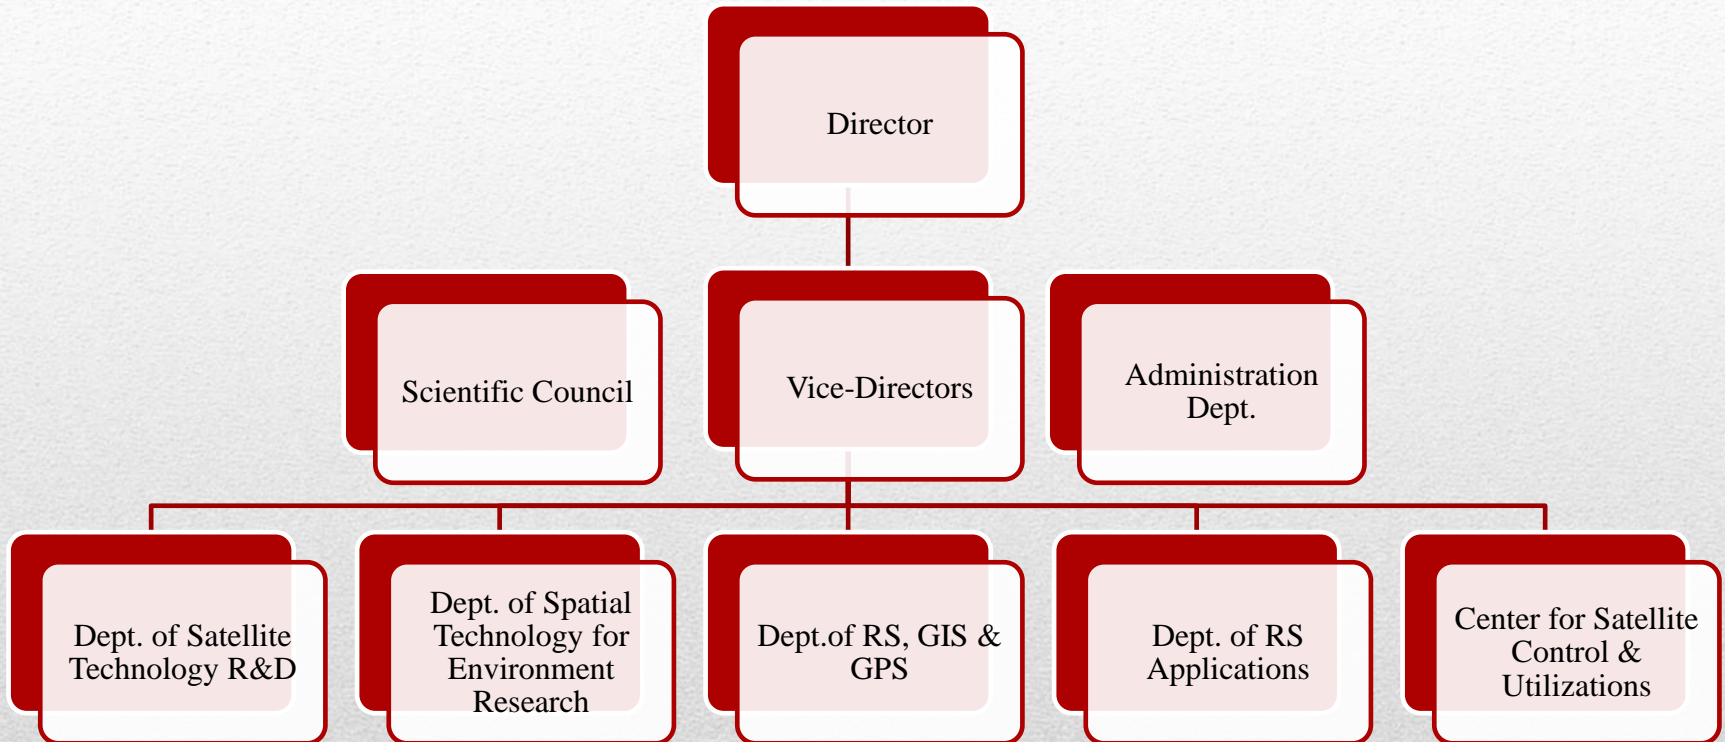 Director
Scientific Council
Vice-Directors
Administration
Dept.
Dept. of Satellite
Technology R&D
Dept. of Spatial
Technology for
Environment
Research
Dept.of RS, GIS &
GPS
Dept. of RS
Applications
Center for Satellite
Control &
Utilizations